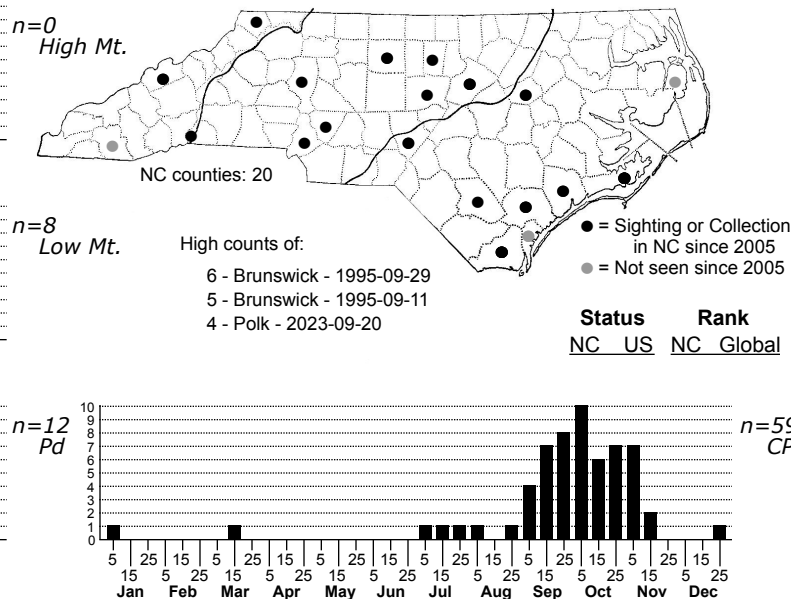 n=0
High Mt.
NC counties: 20
n=8
Low Mt.
High counts of:
6 - Brunswick - 1995-09-29
5 - Brunswick - 1995-09-11
4 - Polk - 2023-09-20
= Sighting or Collection
in NC since 2005
= Not seen since 2005
Status Rank
NC US NC Global
n=12
Pd
n=59
CP
10
9
8
7
6
5
4
3
2
1
0
5 25 15 5 25 15 5 25 15 5 25 15 5 25 15 5 25 15
15 5 25 15 5 25 15 5 25 15 5 25 15 5 25 15 5 25
Jan Feb Mar Apr May Jun Jul Aug Sep Oct Nov Dec